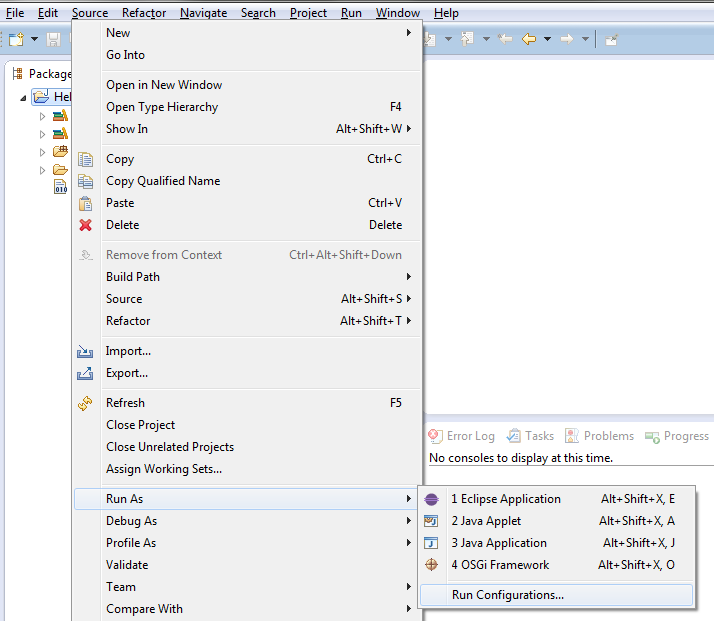 File Edit Source Refactor Navigate Search Project Run Window Help
Package
Hel
New
Go Into
Open in New Window
Open Type Hierarchy F4
Show In Alt+Shift+W
Copy Ctrl+C
Copy Qualified Name
Paste Ctrl+V
Delete Delete
Remove from Context Ctrl+Alt+Shift+Down
Build Path
Source Alt+Shift+S
Refactor Alt+Shift+T
Import...
Export...
Refresh F5
Close Project
Close Unrelated Projects
Assign Working Sets...
Run As
Debug As
Profile As
Validate
Team
Compare With
Error Log Tasks Problems Progress
No consoles to display at this time.
1 Eclipse Application Alt+Shift+X, E
2 Java Applet Alt+Shift+X, A
3 Java Application Alt+Shift+X, J
4 OSGi Framework Alt+Shift+X, O
Run Configurations...
010